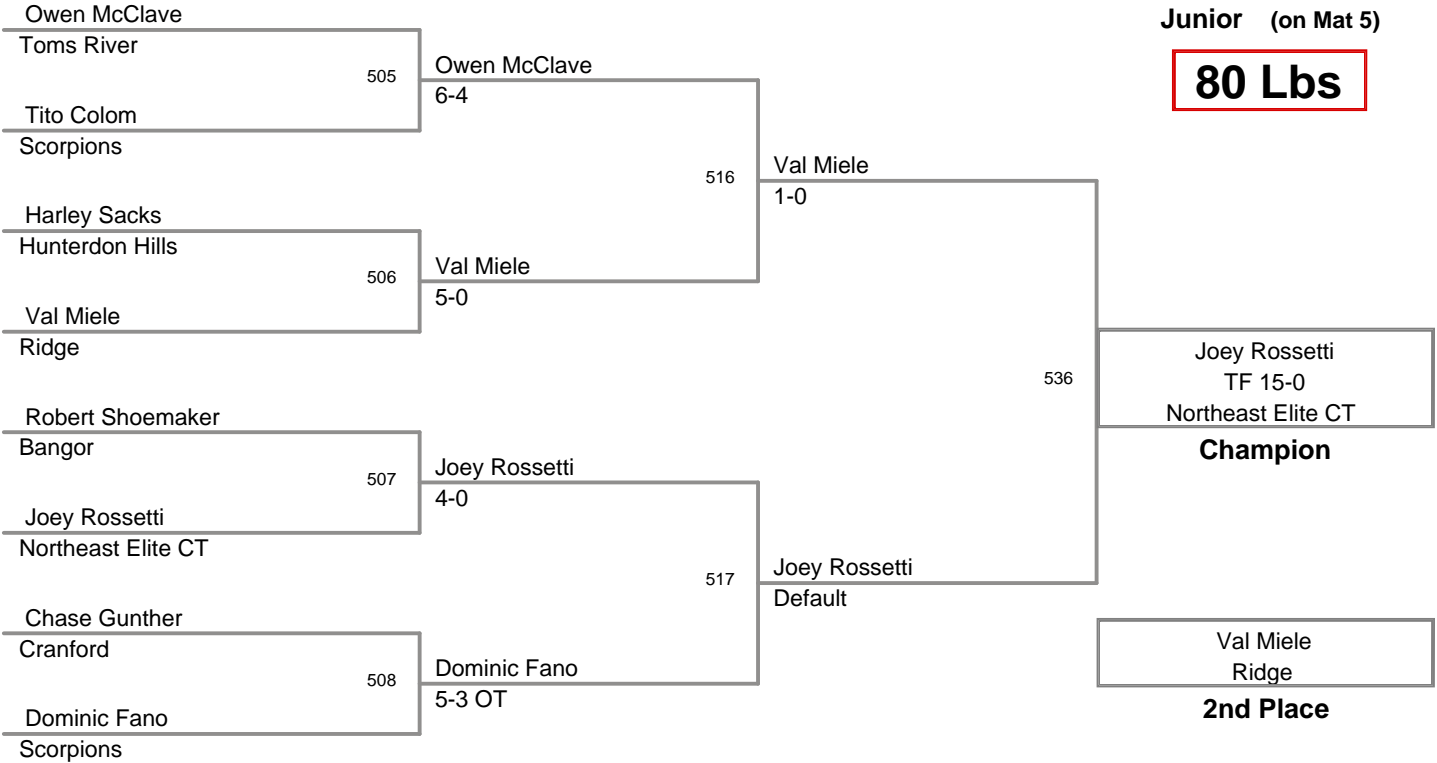 Owen McClave
Toms River
505
Tito Colom
Scorpions
Harley Sacks
Hunterdon Hills
506
Val Miele
Ridge
Robert Shoemaker
Bangor
507
Joey Rossetti
Northeast Elite CT
Chase Gunther
Cranford
508
Dominic Fano
Scorpions
Owen McClave
6-4
516
Val Miele
5-0
Joey Rossetti
4-0
517
Dominic Fano
5-3 OT
Val Miele
1-0
536
Joey Rossetti
Default
Junior (on Mat 5)
80 Lbs
Joey Rossetti
TF 15-0
Northeast Elite CT
Champion
Val Miele
Ridge
2nd Place